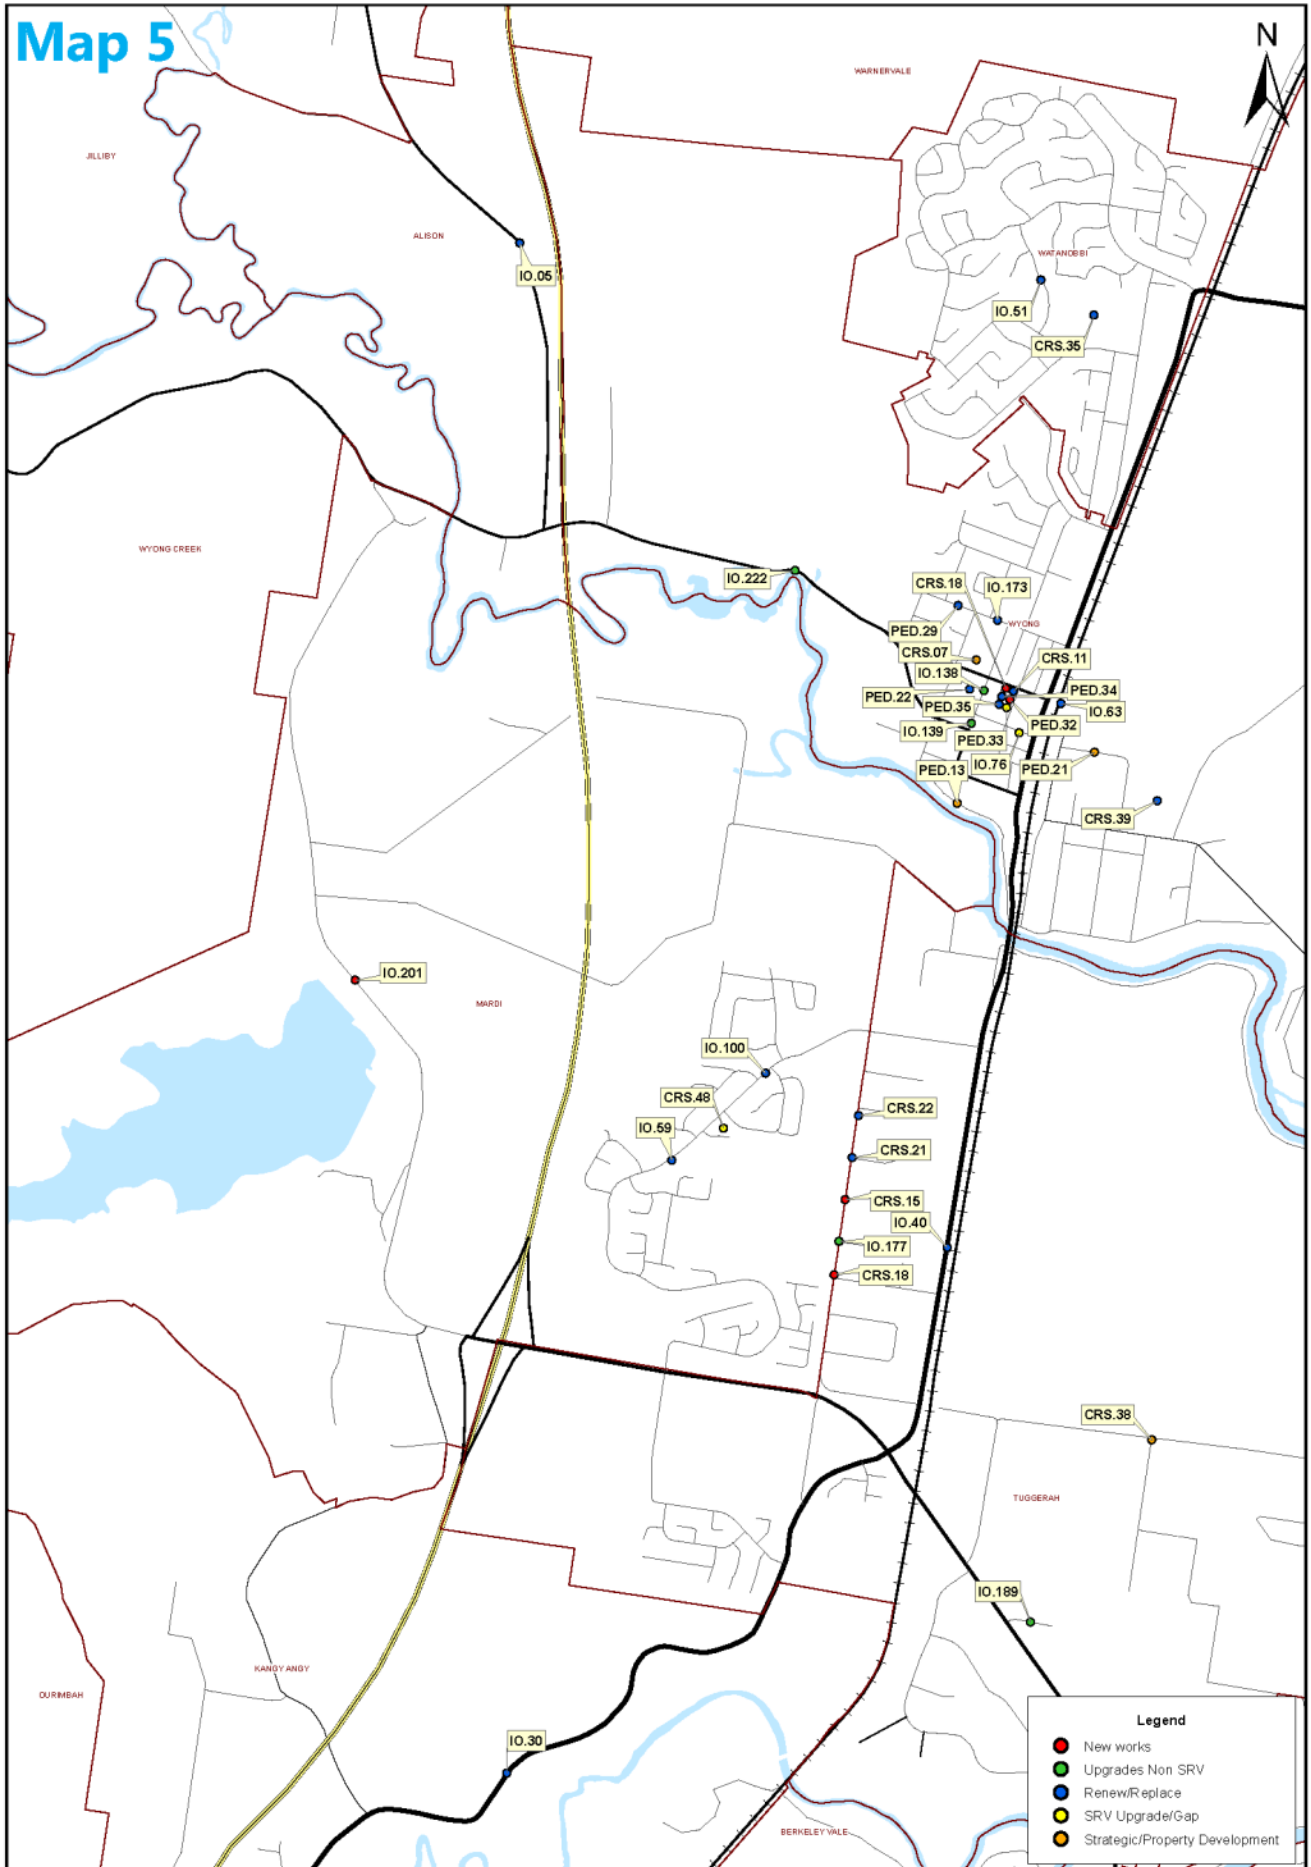 Map 5
N
WARNERVALE
JILLIBY
ALISON
WATANOBBI
IO.05
IO.51
CRS.35
WYONG CREEK
IO.222
CRS.18
IO.173
WYONG
PED.29
CRS.07
CRS.11
IO.138
PED.22
PED.34
PED.35
IO.63
IO.139
PED.32
PED.33
IO.76
PED.13
PED.21
CRS.39
IO.201
MARDI
IO.100
CRS.48
CRS.22
IO.59
CRS.21
CRS.15
IO.40
IO.177
CRS.18
CRS.38
TUGGERAH
IO.189
KANGY ANGY
OURIMBAH
IO.30
BERKELEY VALE
Legend
New works
Upgrades Non SRV
Renew/Replace
SRV Upgrade/Gap
Strategic/Property Development